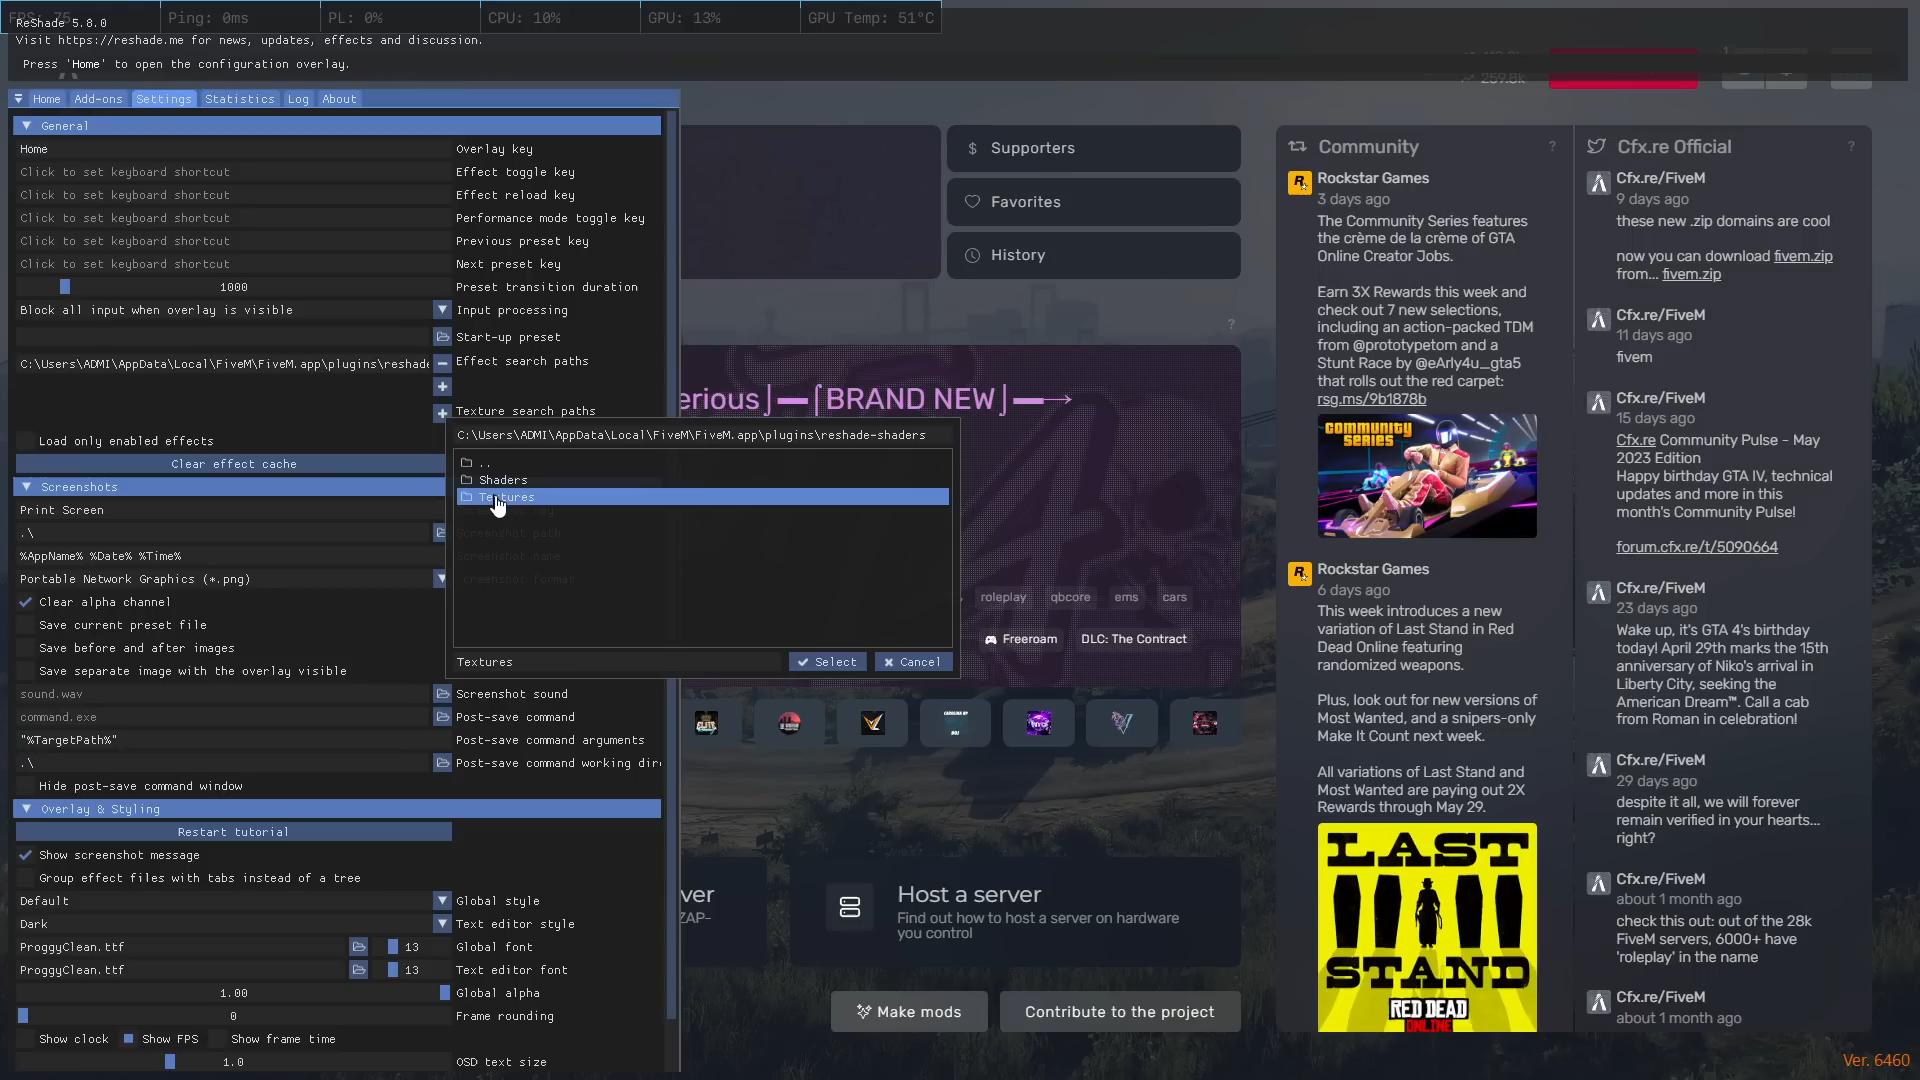 FPS: 75
Ping: 0ms
PL: 0%
CPU: 10%
GPU: 13%
GPU Temp: 51°C
ReShade 5.8.0
Visit https://reshade.me for news, updates, effects and discussion.
Press 'Home' to open the configuration overlay.
Home
Add-ons
Settings
Statistics
Log
About
General
Home
Overlay key
Click to set keyboard shortcut
Effect toggle key
Click to set keyboard shortcut
Effect reload key
Click to set keyboard shortcut
Performance mode toggle key
Click to set keyboard shortcut
Previous preset key
Click to set keyboard shortcut
Next preset key
1000
Preset transition duration
Block all input when overlay is visible
Input processing
Start-up preset
C:\Users\ADMI\AppData\Local\FiveM\FiveM.app\plugins\reshade
Effect search paths
Texture search paths
Load only enabled effects
Clear effect cache
Screenshots
Print Screen
.\
Screenshot path
%AppName% %Date% %Time%
Screenshot name
Portable Network Graphics (*.png)
Screenshot format
Clear alpha channel
Save current preset file
Save before and after images
Save separate image with the overlay visible
sound.wav
Screenshot sound
command.exe
Post-save command
"%TargetPath%"
Post-save command arguments
.\
Post-save command working dir
Hide post-save command window
Overlay & Styling
Restart tutorial
Show screenshot message
Group effect files with tabs instead of a tree
Default
Global style
Dark
Text editor style
ProggyClean.ttf
13
Global font
ProggyClean.ttf
13
Text editor font
1.00
Global alpha
0
Frame rounding
Show clock
Show FPS
Show frame time
1.0
OSD text size
C:\Users\ADMI\AppData\Local\FiveM\FiveM.app\plugins\reshade-shaders
..
Shaders
Textures
Textures
Select
Cancel
259.8k
1
Supporters
Favorites
History
?
erious⌡━━⌠BRAND NEW⌡━━→
roleplay
qbcore
ems
cars
Freeroam
DLC: The Contract
ver
ZAP-
Host a server
Find out how to host a server on hardware
you control
Make mods
Contribute to the project
Community
?
Rockstar Games
3 days ago
The Community Series features
the crème de la crème of GTA
Online Creator Jobs.
Earn 3X Rewards this week and
check out 7 new selections,
including an action-packed TDM
from @prototypetom and a
Stunt Race by @eArly4u_gta5
that rolls out the red carpet:
rsg.ms/9b1878b
COMMUNITY
SERIES
Rockstar Games
6 days ago
This week introduces a new
variation of Last Stand in Red
Dead Online featuring
randomized weapons.
Plus, look out for new versions of
Most Wanted, and a snipers-only
Make It Count next week.
All variations of Last Stand and
Most Wanted are paying out 2X
Rewards through May 29.
LAST
STAND
RED DEAD
ONLINE
Cfx.re Official
?
Cfx.re/FiveM
9 days ago
these new .zip domains are cool
now you can download fivem.zip
from... fivem.zip
Cfx.re/FiveM
11 days ago
fivem
Cfx.re/FiveM
15 days ago
Cfx.re Community Pulse - May
2023 Edition
Happy birthday GTA IV, technical
updates and more in this
month's Community Pulse!
forum.cfx.re/t/5090664
Cfx.re/FiveM
23 days ago
Wake up, it's GTA 4's birthday
today! April 29th marks the 15th
anniversary of Niko's arrival in
Liberty City, seeking the
American Dream™. Call a cab
from Roman in celebration!
Cfx.re/FiveM
29 days ago
despite it all, we will forever
remain verified in your hearts...
right?
Cfx.re/FiveM
about 1 month ago
check this out: out of the 28k
FiveM servers, 6000+ have
'roleplay' in the name
Cfx.re/FiveM
about 1 month ago
Ver. 6460